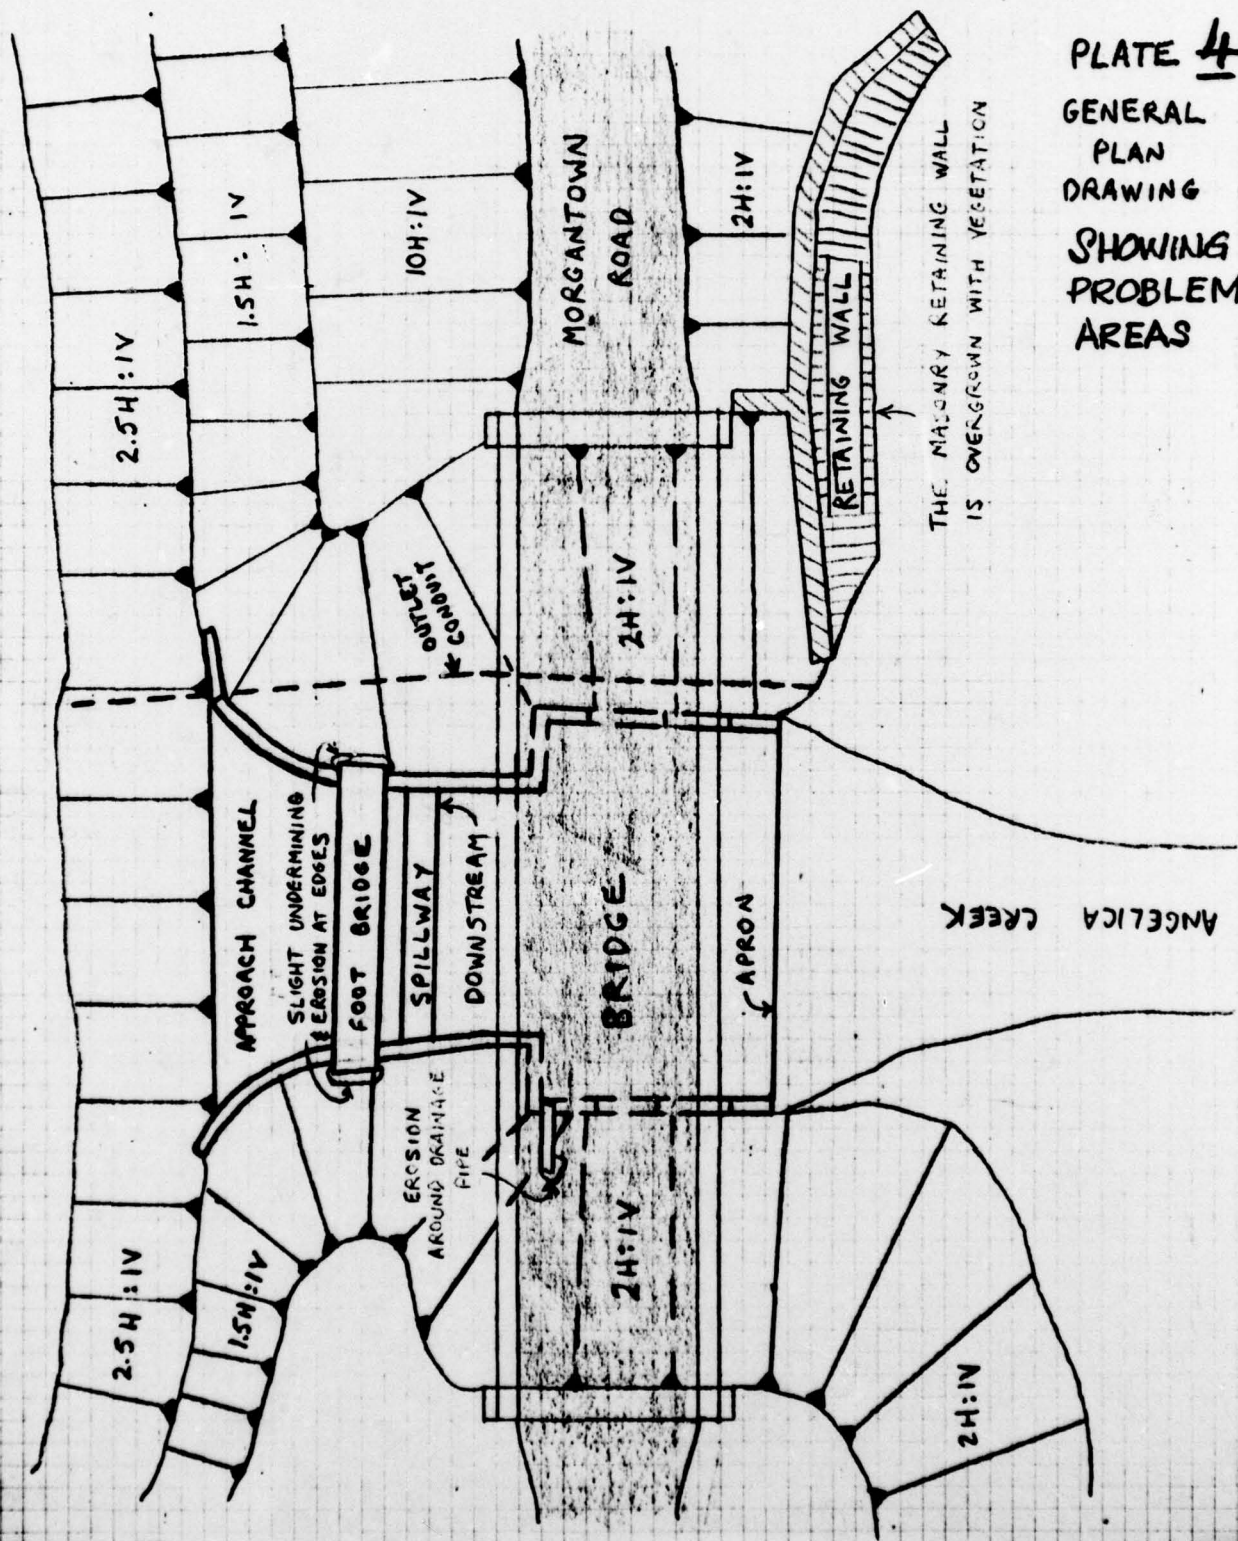 PLATE 4
GENERAL
PLAN
DRAWING
SHOWING
PROBLEM
AREAS
2.5H:1V
1.5H:1V
10H:1V
MORGANTOWN
ROAD
2H:1V
RETAINING WALL
THE MASONRY RETAINING WALL
IS OVERGROWN WITH VEGETATION
OUTLET
CONDUIT
2H:1V
APPROACH CHANNEL
SLIGHT UNDERMINING
& EROSION AT EDGES
FOOT BRIDGE
SPILLWAY
DOWNSTREAM
BRIDGE
APRON
ANGELICA
CREEK
EROSION
AROUND DRAINAGE
PIPE
2.5H:1V
1.5H:1V
2H:1V
2H:1V